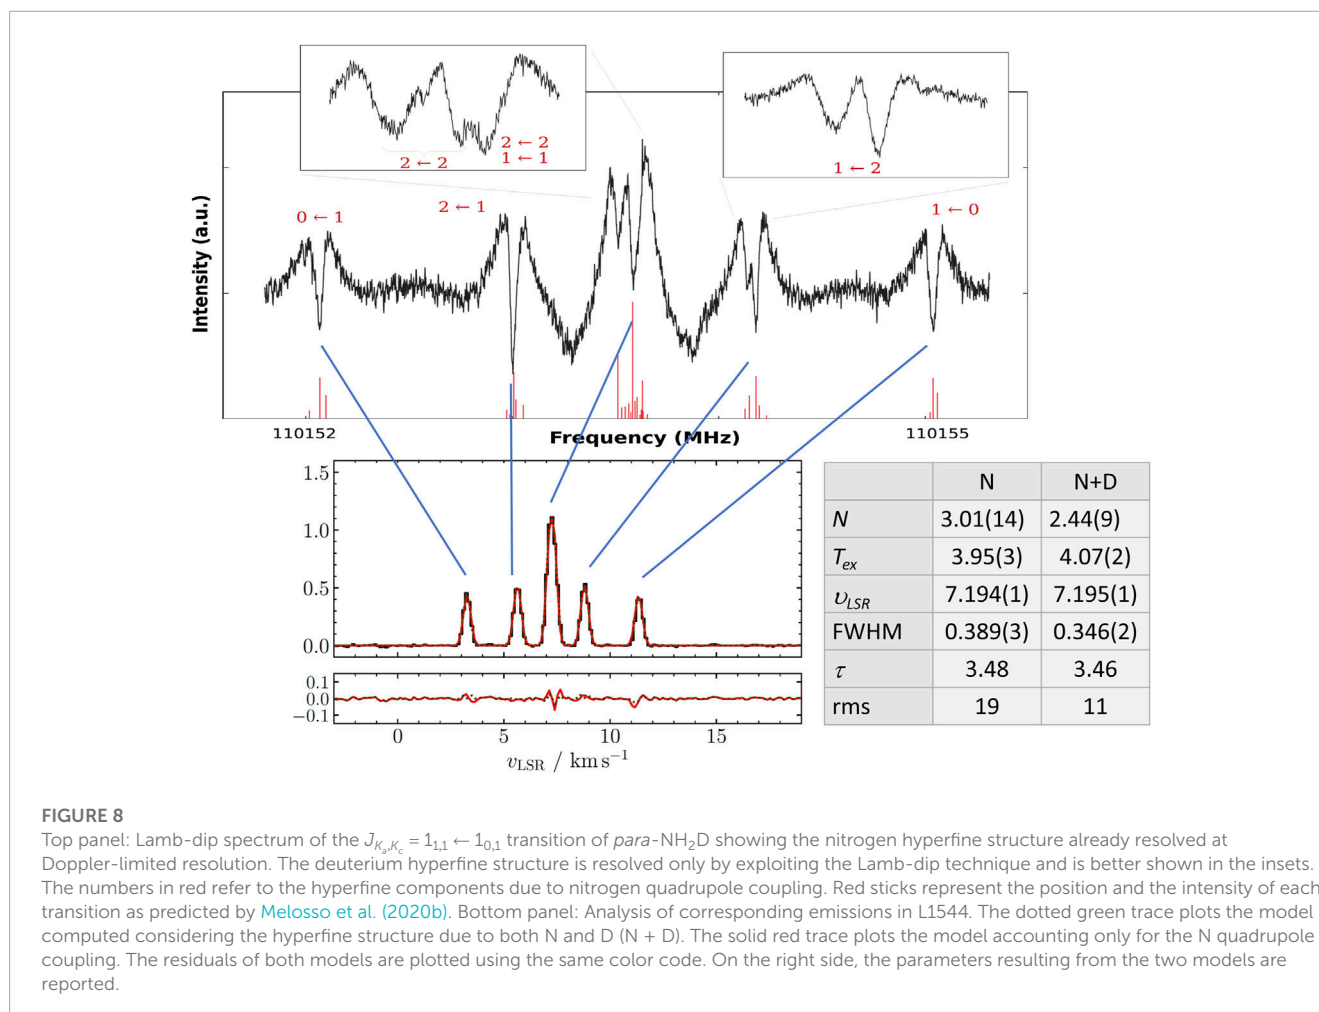 2 ← 2
2 ← 2
1 ← 1
1 ← 2
0 ← 1
2 ← 1
1 ← 0
Intensity (a.u.)
110152
Frequency (MHz)
110155
1.5
1.0
0.5
0.0
0.1
0.0
−0.1
0
5
10
15
v_LSR / km s⁻¹
N N+D
N 3.01(14) 2.44(9)
T_ex 3.95(3) 4.07(2)
υ_LSR 7.194(1) 7.195(1)
FWHM 0.389(3) 0.346(2)
τ 3.48 3.46
rms 19 11
FIGURE 8
Top panel: Lamb-dip spectrum of the J_{K_a,K_c} = 1_{1,1} ← 1_{0,1} transition of para-NH₂D showing the nitrogen hyperfine structure already resolved at
Doppler-limited resolution. The deuterium hyperfine structure is resolved only by exploiting the Lamb-dip technique and is better shown in the insets.
The numbers in red refer to the hyperfine components due to nitrogen quadrupole coupling. Red sticks represent the position and the intensity of each
transition as predicted by Melosso et al. (2020b). Bottom panel: Analysis of corresponding emissions in L1544. The dotted green trace plots the model
computed considering the hyperfine structure due to both N and D (N + D). The solid red trace plots the model accounting only for the N quadrupole
coupling. The residuals of both models are plotted using the same color code. On the right side, the parameters resulting from the two models are
reported.